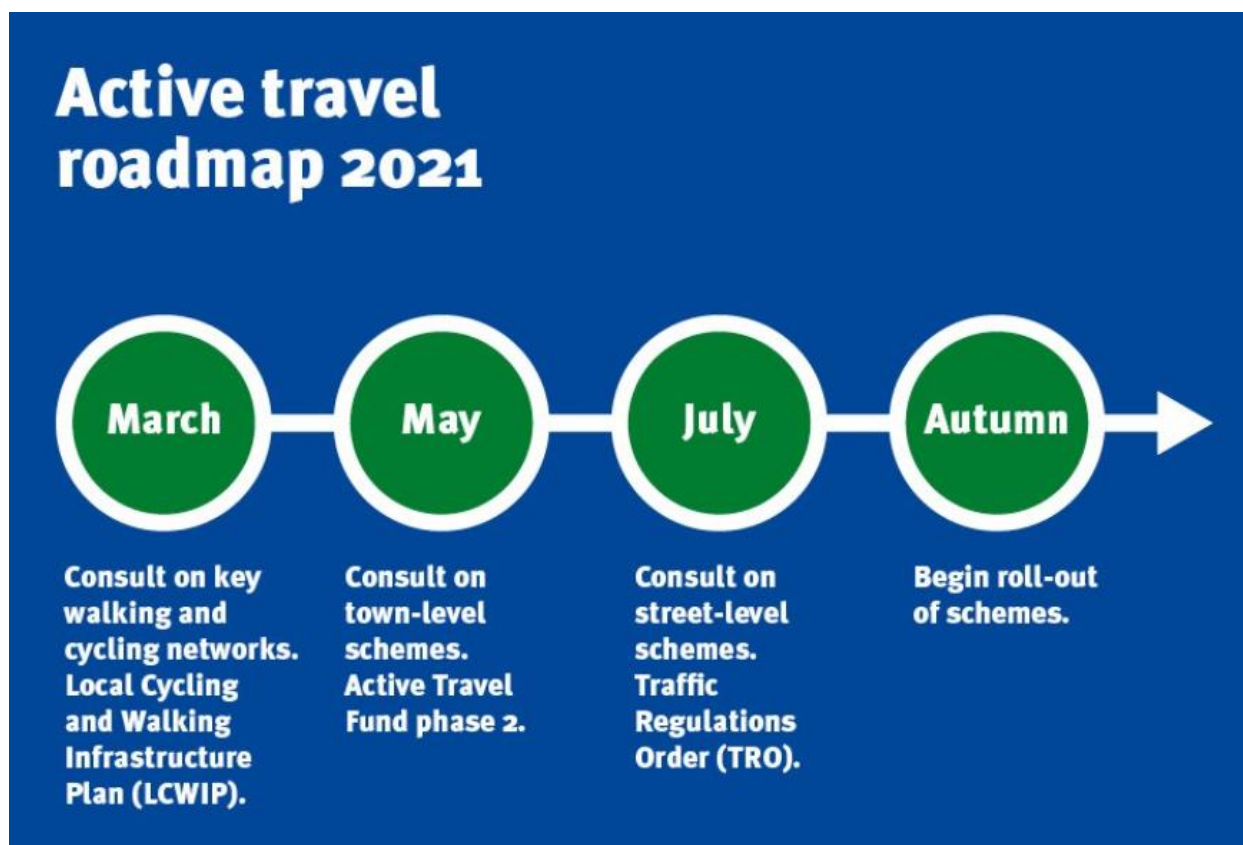 Active travel
roadmap 2021
March
May
July
Autumn
Consult on key
walking and
cycling networks.
Local Cycling
and Walking
Infrastructure
Plan (LCWIP).
Consult on
town-level
schemes.
Active Travel
Fund phase 2.
Consult on
street-level
schemes.
Traffic
Regulations
Order (TRO).
Begin roll-out
of schemes.